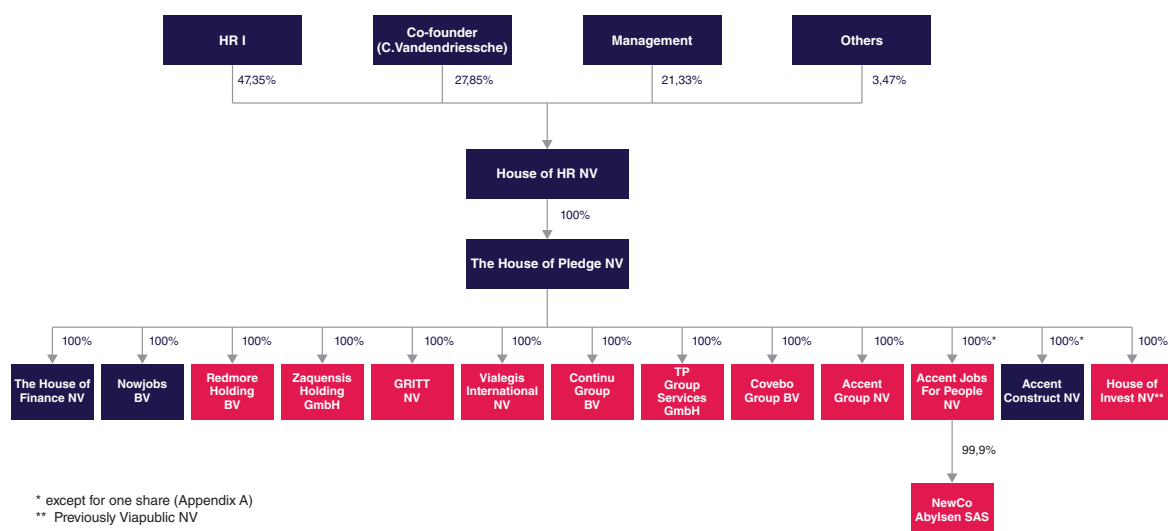 HR I
Co-founder
(C.Vandendriessche)
Management
Others
47,35%
27,85%
21,33%
3,47%
House of HR NV
100%
The House of Pledge NV
100%
100%
100%
100%
100%
100%
100%
100%
100%
100%
100%*
100%*
100%
The House of
Finance NV
Nowjobs
BV
Redmore
Holding
BV
Zaquensis
Holding
GmbH
GRITT
NV
Vialegis
International
NV
Continu
Group
BV
TP
Group
Services
GmbH
Covebo
Group BV
Accent
Group NV
Accent Jobs
For People
NV
Accent
Construct NV
House of
Invest NV**
99,9%
NewCo
Abylsen SAS
* except for one share (Appendix A)
** Previously Viapublic NV